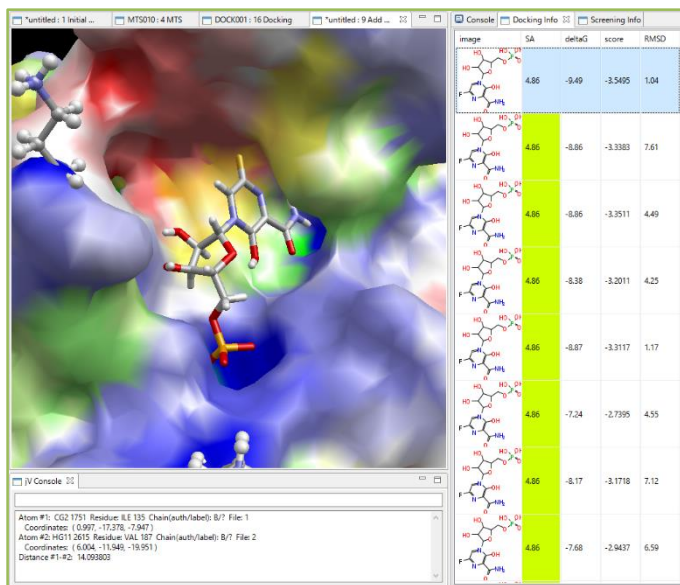 *untitled : 1 Initial ...
MTS010 : 4 MTS
DOCK001 : 16 Docking
*untitled : 9 Add ...
Console
Docking Info
Screening Info
image SA deltaG score RMSD
4.86 -9.49 -3.5495 1.04
4.86 -8.86 -3.3383 7.61
4.86 -8.86 -3.3511 4.49
4.86 -8.38 -3.2011 4.25
4.86 -8.87 -3.3117 1.17
4.86 -7.24 -2.7395 4.55
4.86 -8.17 -3.1718 7.12
4.86 -7.68 -2.9437 6.59
jV Console
Atom #1: CG2 1751 Residue: ILE 135 Chain(auth/label): B/? File: 1
Coordinates: ( 0.997, -17.378, -7.947 )
Atom #2: HG11 2615 Residue: VAL 187 Chain(auth/label): B/? File: 2
Coordinates: ( 6.004, -11.949, -19.951 )
Distance #1-#2: 14.093803